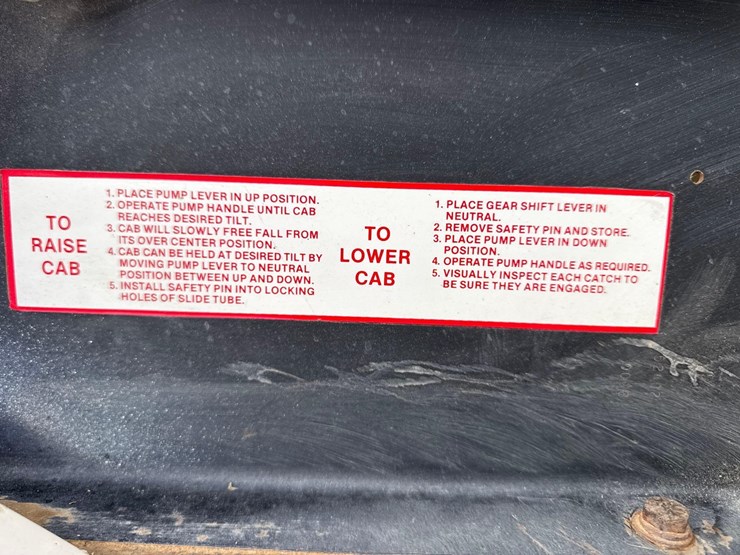 TO
RAISE
CAB
1. PLACE PUMP LEVER IN UP POSITION.
2. OPERATE PUMP HANDLE UNTIL CAB
REACHES DESIRED TILT.
3. CAB WILL SLOWLY FREE FALL FROM
ITS OVER CENTER POSITION.
4. CAB CAN BE HELD AT DESIRED TILT BY
MOVING PUMP LEVER TO NEUTRAL
POSITION BETWEEN UP AND DOWN.
5. INSTALL SAFETY PIN INTO LOCKING
HOLES OF SLIDE TUBE.
TO
LOWER
CAB
1. PLACE GEAR SHIFT LEVER IN
NEUTRAL.
2. REMOVE SAFETY PIN AND STORE.
3. PLACE PUMP LEVER IN DOWN
POSITION.
4. OPERATE PUMP HANDLE AS REQUIRED.
5. VISUALLY INSPECT EACH CATCH TO
BE SURE THEY ARE ENGAGED.